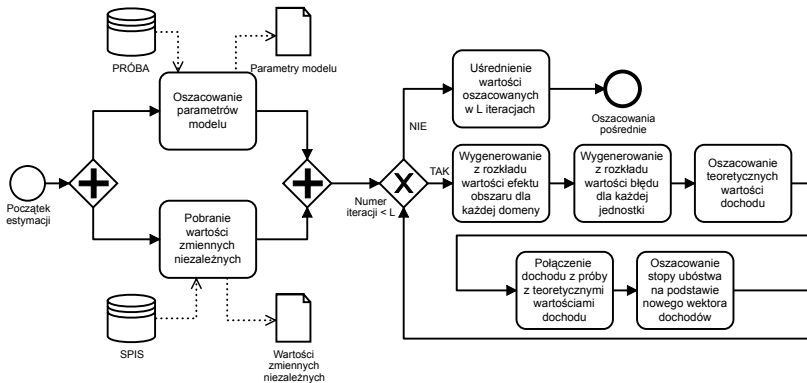 PRÓBA
Parametry modelu
Oszacowanie
parametrów
modelu
Początek
estymacji
Pobranie
wartości
zmiennych
niezależnych
SPIS
Wartości
zmiennych
niezależnych
Numer
iteracji < L
NIE
TAK
Uśrednienie
wartości
oszacowanych
w L iteracjach
Oszacowania
pośrednie
Wygenerowanie
z rozkładu
wartości efektu
obszaru dla
każdej domeny
Wygenerowanie
z rozkładu
wartości błędu
dla każdej
jednostki
Oszacowanie
teoretycznych
wartości
dochodu
Połączenie
dochodu z próby
z teoretycznymi
wartościami
dochodu
Oszacowanie
stopy ubóstwa
na podstawie
nowego wektora
dochodów